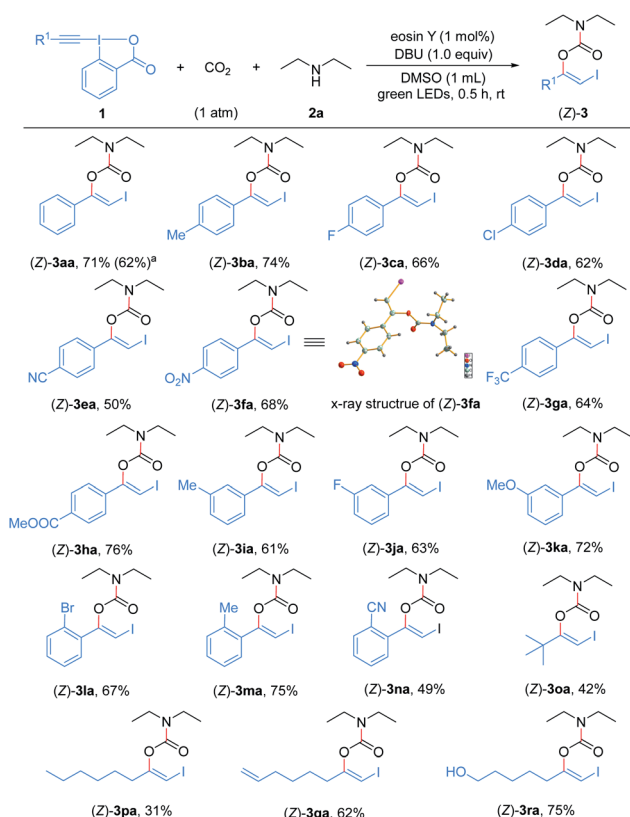 R¹
I
O
O
1
+
CO₂
(1 atm)
+
N
H
2a
eosin Y (1 mol%)
DBU (1.0 equiv)
DMSO (1 mL)
green LEDs, 0.5 h, rt
N
O
O
R¹
I
(Z)-3
N
O
O
I
(Z)-3aa, 71% (62%)ᵃ
N
O
O
I
Me
(Z)-3ba, 74%
N
O
O
I
F
(Z)-3ca, 66%
N
O
O
I
Cl
(Z)-3da, 62%
N
O
O
I
NC
(Z)-3ea, 50%
N
O
O
I
O₂N
(Z)-3fa, 68%
x-ray structrue of (Z)-3fa
N
O
O
I
F₃C
(Z)-3ga, 64%
N
O
O
I
MeOOC
(Z)-3ha, 76%
N
O
O
Me
I
(Z)-3ia, 61%
N
O
O
F
I
(Z)-3ja, 63%
N
O
O
OMe
I
(Z)-3ka, 72%
N
O
O
Br
I
(Z)-3la, 67%
N
O
O
Me
I
(Z)-3ma, 75%
N
O
O
CN
I
(Z)-3na, 49%
N
O
O
I
(Z)-3oa, 42%
N
O
O
I
(Z)-3pa, 31%
N
O
O
I
(Z)-3qa, 62%
N
O
O
I
HO
(Z)-3ra, 75%